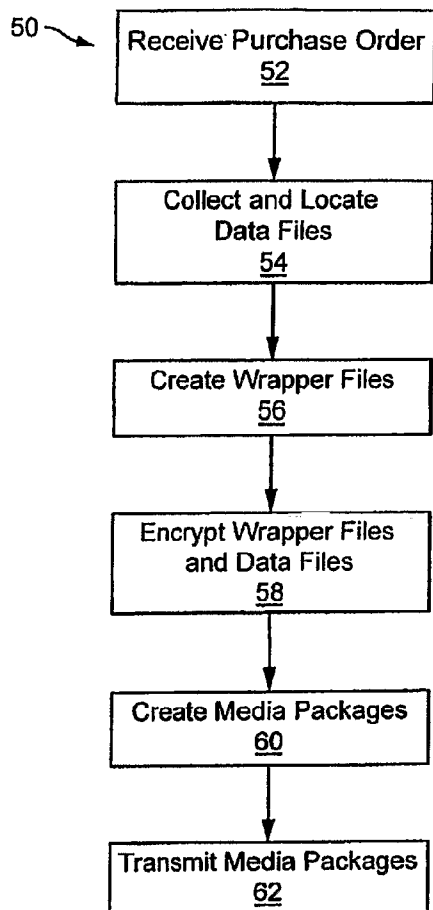 50
Receive Purchase Order
52
Collect and Locate
Data Files
54
Create Wrapper Files
56
Encrypt Wrapper Files
and Data Files
58
Create Media Packages
60
Transmit Media Packages
62